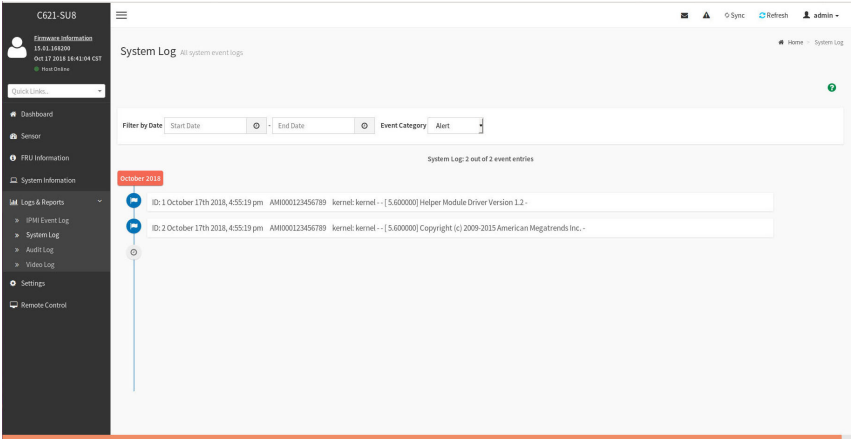 C621-SU8
Sync
Refresh
admin
Firmware Information
15.01.168200
Oct 17 2018 16:41:04 CST
Host Online
System Log All system event logs
Home
System Log
Quick Links..
Dashboard
Sensor
FRU Information
System Infomation
Logs & Reports
» IPMI Event Log
» System Log
» Audit Log
» Video Log
Settings
Remote Control
Filter by Date Start Date - End Date Event Category Alert
System Log: 2 out of 2 event entries
October 2018
ID: 1 October 17th 2018, 4:55:19 pm AMI000123456789 kernel: kernel - - [ 5.600000] Helper Module Driver Version 1.2 -
ID: 2 October 17th 2018, 4:55:19 pm AMI000123456789 kernel: kernel - - [ 5.600000] Copyright (c) 2009-2015 American Megatrends Inc. -